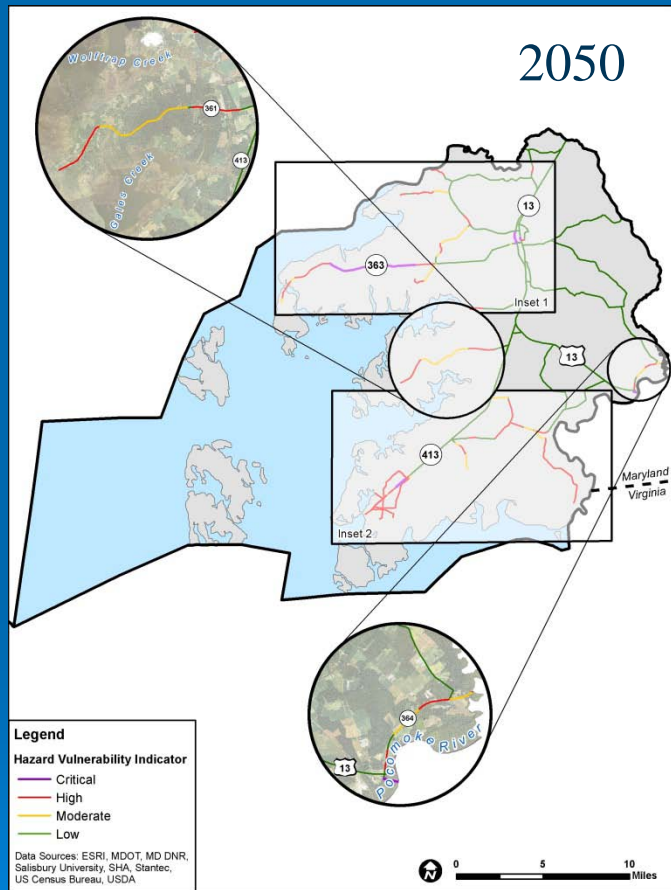 2050
Wolftrap Creek
361
413
Gales Creek
13
363
Inset 1
13
413
Maryland
Virginia
Inset 2
364
Pocomoke River
13
Legend
Hazard Vulnerability Indicator
Critical
High
Moderate
Low
Data Sources: ESRI, MDOT, MD DNR,
Salisbury University, SHA, Stantec,
US Census Bureau, USDA
N
0 5 10
Miles